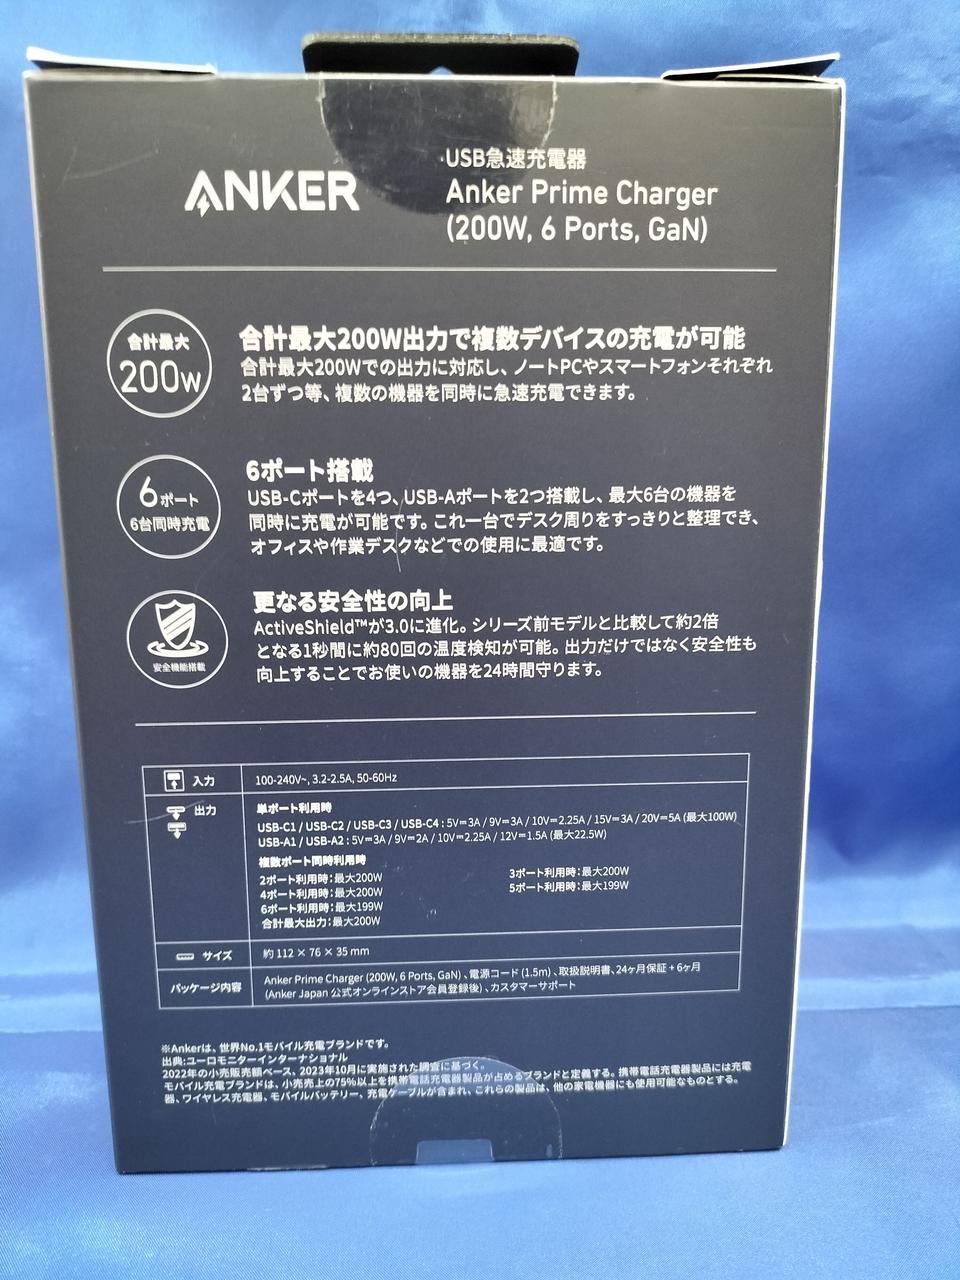 ANKER
USB急速充電器
Anker Prime Charger
(200W, 6 Ports, GaN)
合計最大
200W
合計最大200W出力で複数デバイスの充電が可能
合計最大200Wでの出力に対応し、ノートPCやスマートフォンそれぞれ
2台ずつ等、複数の機器を同時に急速充電できます。
6ポート
6台同時充電
6ポート搭載
USB-Cポートを4つ、USB-Aポートを2つ搭載し、最大6台の機器を
同時に充電が可能です。これ一台でデスク周りをすっきりと整理でき、
オフィスや作業デスクなどでの使用に最適です。
安全機能搭載
更なる安全性の向上
ActiveShield™が3.0に進化。シリーズ前モデルと比較して約2倍
となる1秒間に約80回の温度検知が可能。出力だけではなく安全性も
向上することでお使いの機器を24時間守ります。
入力
100-240V~, 3.2-2.5A, 50-60Hz
出力
単ポート利用時
USB-C1 / USB-C2 / USB-C3 / USB-C4 : 5V⎓3A / 9V⎓3A / 10V⎓2.25A / 15V⎓3A / 20V⎓5A (最大100W)
USB-A1 / USB-A2 : 5V⎓3A / 9V⎓2A / 10V⎓2.25A / 12V⎓1.5A (最大22.5W)
複数ポート同時利用時
2ポート利用時：最大200W 3ポート利用時：最大200W
4ポート利用時：最大200W 5ポート利用時：最大199W
6ポート利用時：最大199W
合計最大出力：最大200W
サイズ
約 112 × 76 × 35 mm
パッケージ内容
Anker Prime Charger (200W, 6 Ports, GaN) 、電源コード (1.5m) 、取扱説明書、24ヶ月保証 + 6ヶ月
(Anker Japan 公式オンラインストア会員登録後) 、カスタマーサポート
※Ankerは、世界No.1モバイル充電ブランドです。
出典:ユーロモニターインターナショナル
2022年の小売販売額ベース、2023年10月に実施された調査に基づく。
モバイル充電ブランドは、小売売上の75%以上を携帯電話充電器製品が占めるブランドと定義する。携帯電話充電器製品には充電
器、ワイヤレス充電器、モバイルバッテリー、充電ケーブルが含まれ、これらの製品は、他の家電機器にも使用可能なものとする。